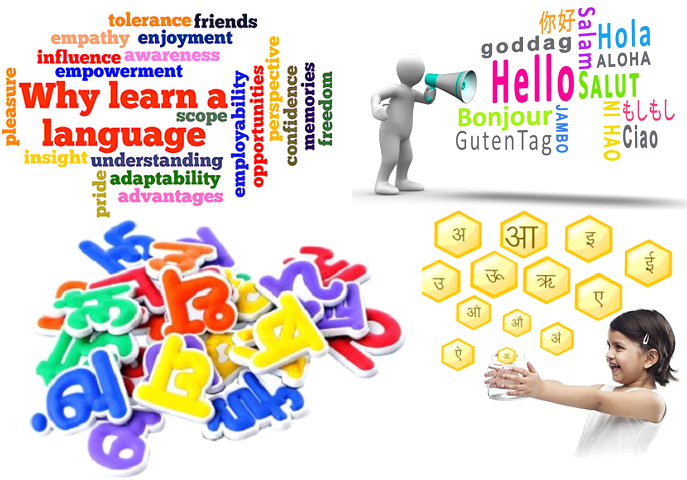 tolerance friends
empathy enjoyment
influence awareness
empowerment
pleasure
Why learn a
language
scope
insight understanding
pride
adaptability
advantages
employability
opportunities
perspective
confidence
memories
freedom
你好
Salam
goddag
Hola
ALOHA
Hello
SALUT
Bonjour
JAMBO
NI HAO
もしもし
Guten Tag
Ciao
अ आ इ
उ ऊ ऋ ए ई
ओ औ अं
ऐ